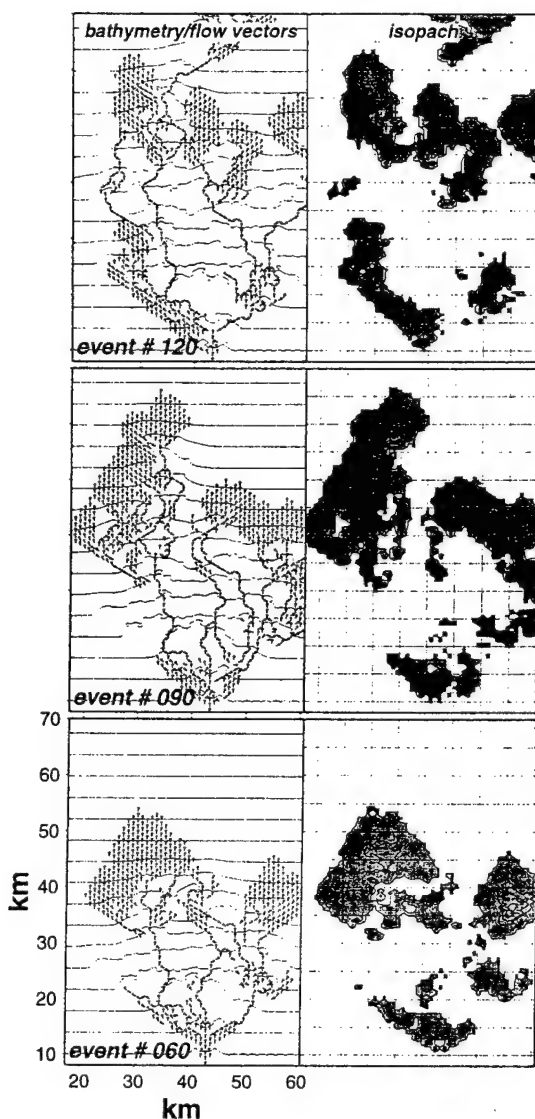 bathymetry/flow vectors
isopach
event # 120
event # 090
event # 060
70
60
50
40
30
20
10
km
20 30 40 50 60
km